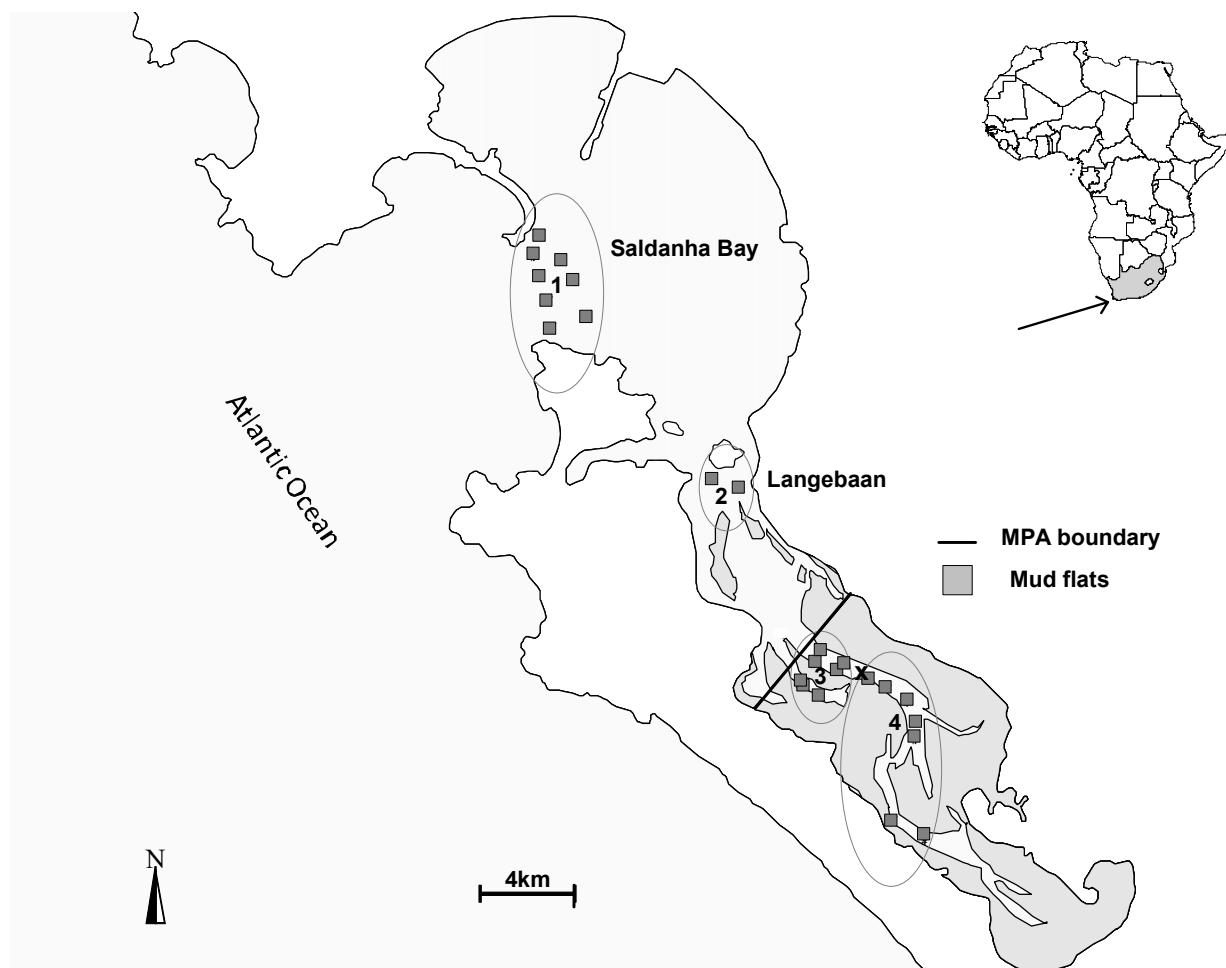 Saldanha Bay
1
Atlantic Ocean
Langebaan
2
MPA boundary
Mud flats
3
x
4
N
4km